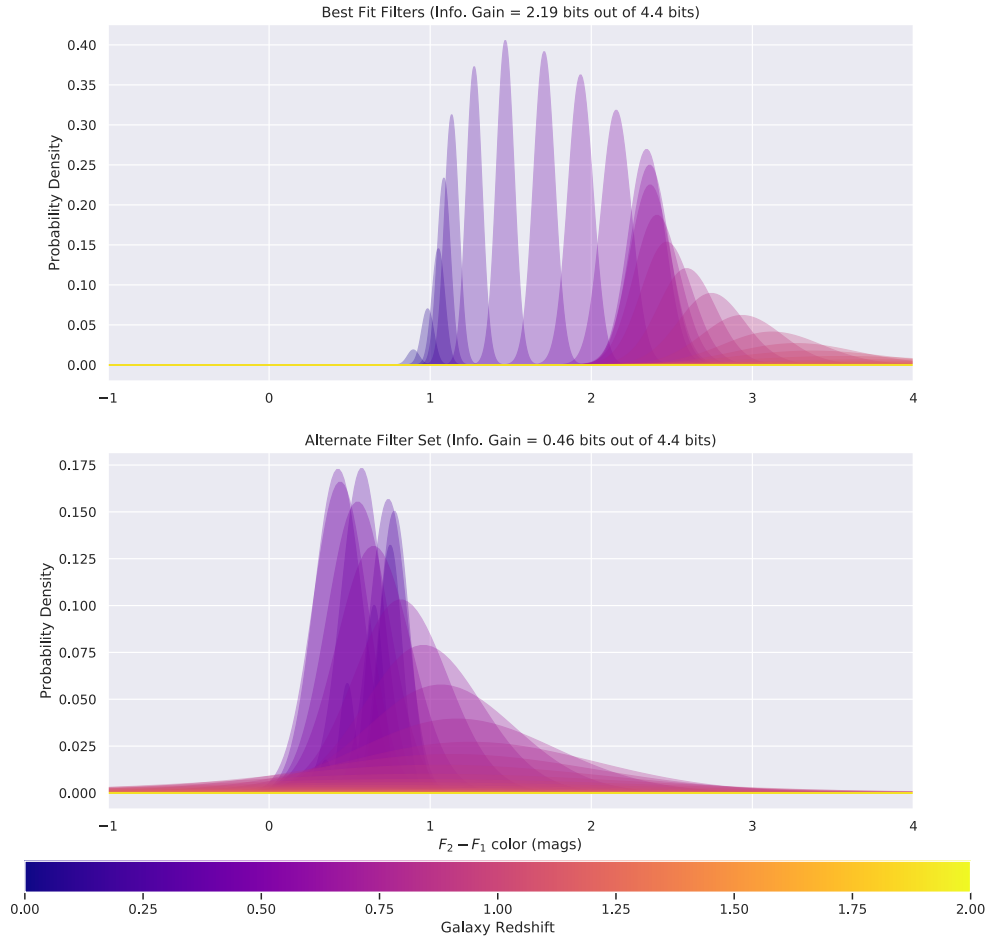 Best Fit Filters (Info. Gain = 2.19 bits out of 4.4 bits)
Probability Density
0.40
0.35
0.30
0.25
0.20
0.15
0.10
0.05
0.00
−1 0 1 2 3 4
Alternate Filter Set (Info. Gain = 0.46 bits out of 4.4 bits)
Probability Density
0.175
0.150
0.125
0.100
0.075
0.050
0.025
0.000
−1 0 1 2 3 4
F₂ − F₁ color (mags)
0.00 0.25 0.50 0.75 1.00 1.25 1.50 1.75 2.00
Galaxy Redshift